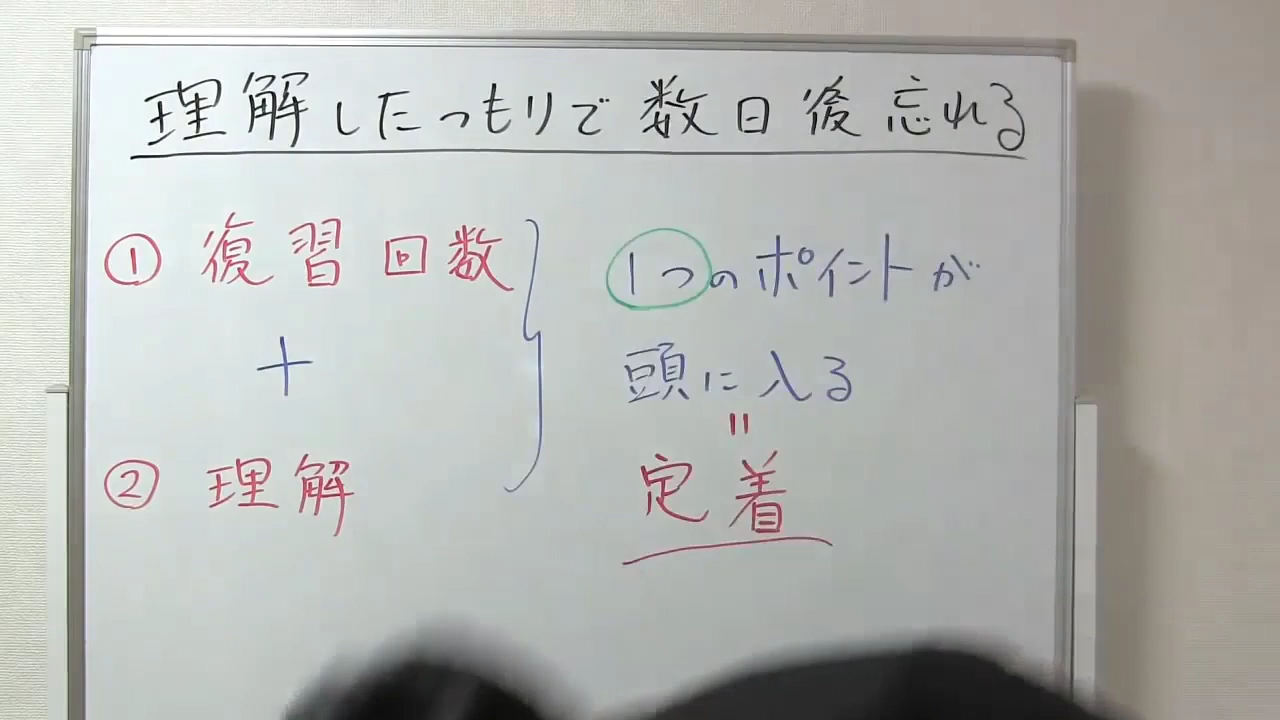 理解したつもりで数日後忘れる
① 復習回数
+
② 理解
1つのポイントが
頭に入る
=
定着